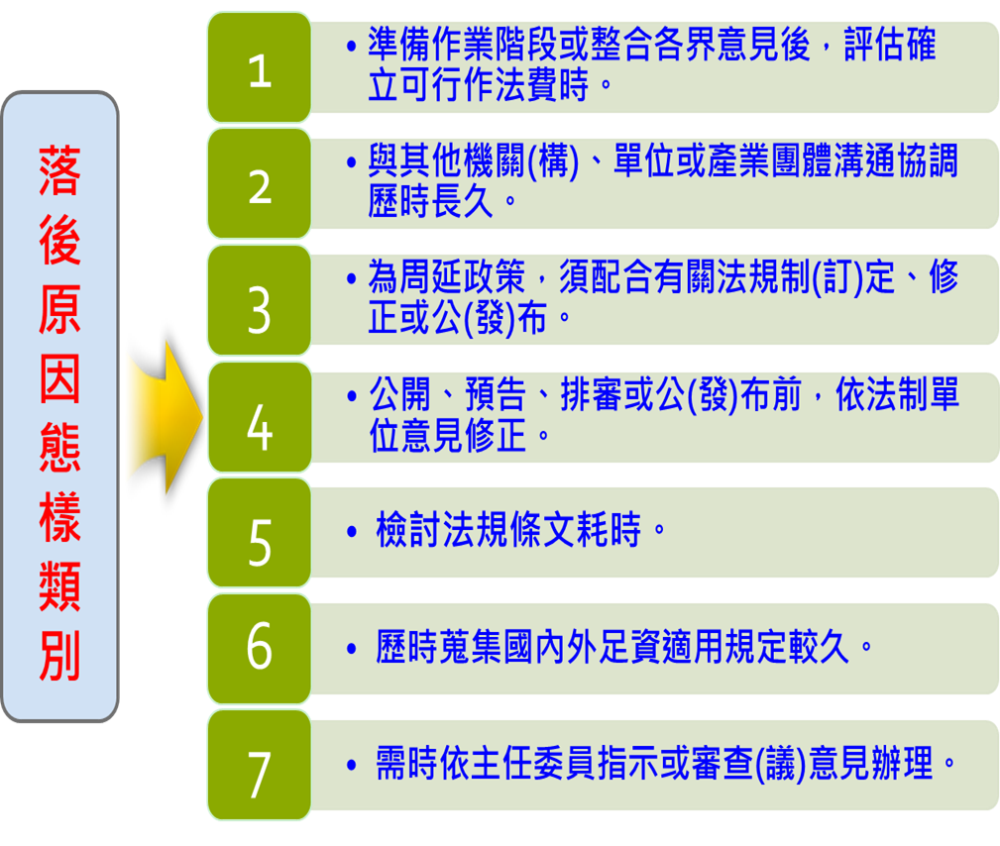 落後原因態樣類別
1
• 準備作業階段或整合各界意見後，評估確
立可行作法費時。
2
• 與其他機關(構)、單位或產業團體溝通協調
歷時長久。
3
• 為周延政策，須配合有關法規制(訂)定、修
正或公(發)布。
4
• 公開、預告、排審或公(發)布前，依法制單
位意見修正。
5
• 檢討法規條文耗時。
6
• 歷時蒐集國內外足資適用規定較久。
7
• 需時依主任委員指示或審查(議)意見辦理。